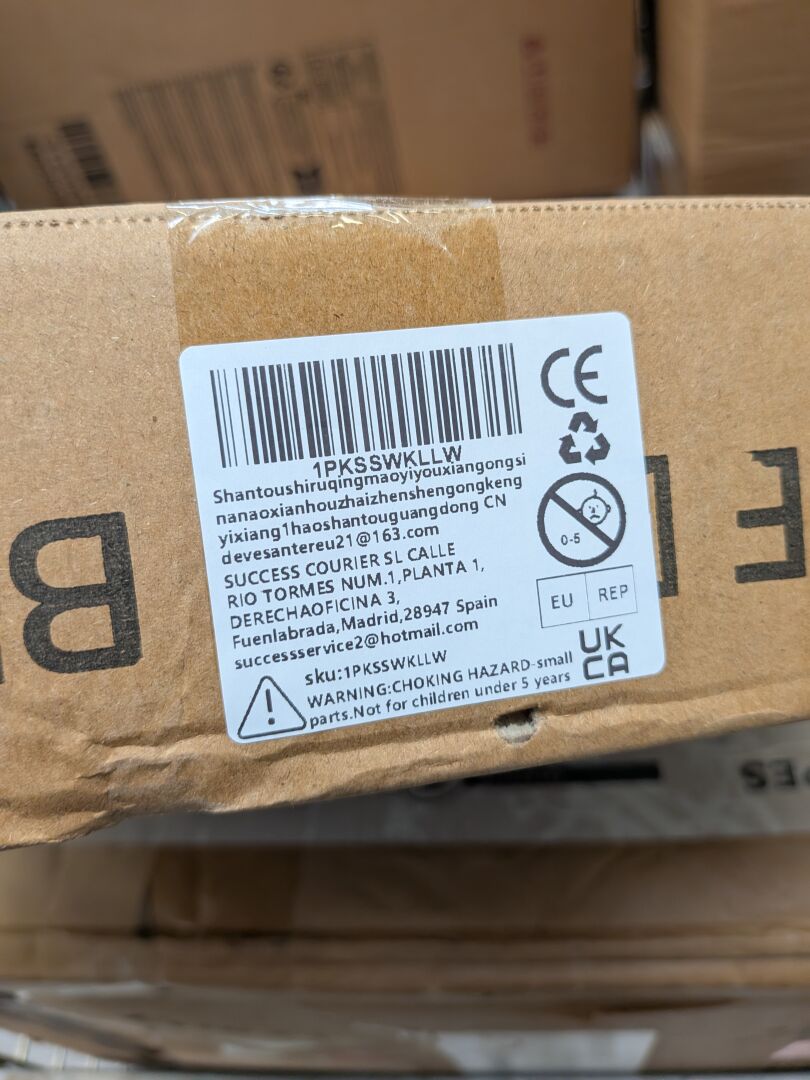 1PKSSWKLLW
Shantoushiruqingmaoyiyouxiangongsi
nanaoxianhouzhaizhenshengongkeng
yixiang1haoshantouguangdong CN
devesantereu21@163.com
SUCCESS COURIER SL CALLE
RIO TORMES NUM.1,PLANTA 1,
DERECHAOFICINA 3,
Fuenlabrada,Madrid,28947 Spain
successservice2@hotmail.com
sku:1PKSSWKLLW
WARNING:CHOKING HAZARD-small
parts.Not for children under 5 years
CE
0-5
EU REP
UK
CA
B